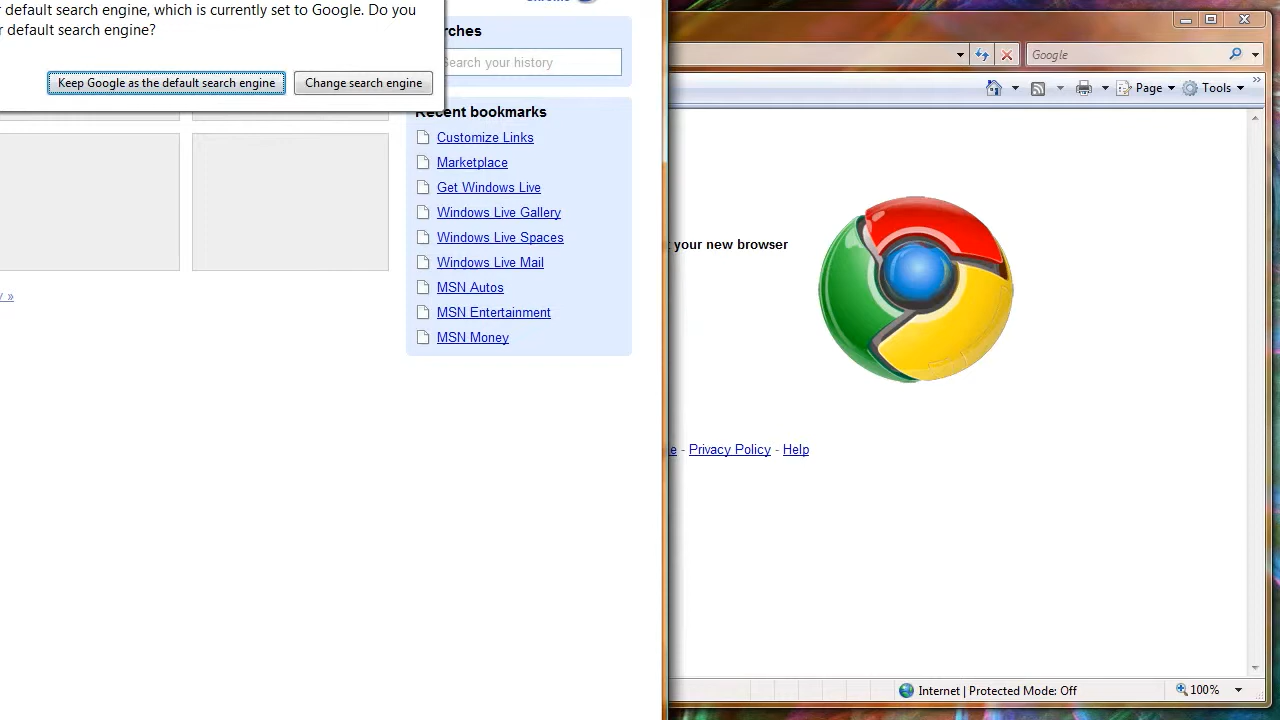 default search engine, which is currently set to Google. Do you
default search engine?
Keep Google as the default search engine
Change search engine
Search your history
Recent bookmarks
Customize Links
Marketplace
Get Windows Live
Windows Live Gallery
Windows Live Spaces
Windows Live Mail
MSN Autos
MSN Entertainment
MSN Money
»
Google
Page
Tools
your new browser
- Privacy Policy - Help
Internet | Protected Mode: Off
100%